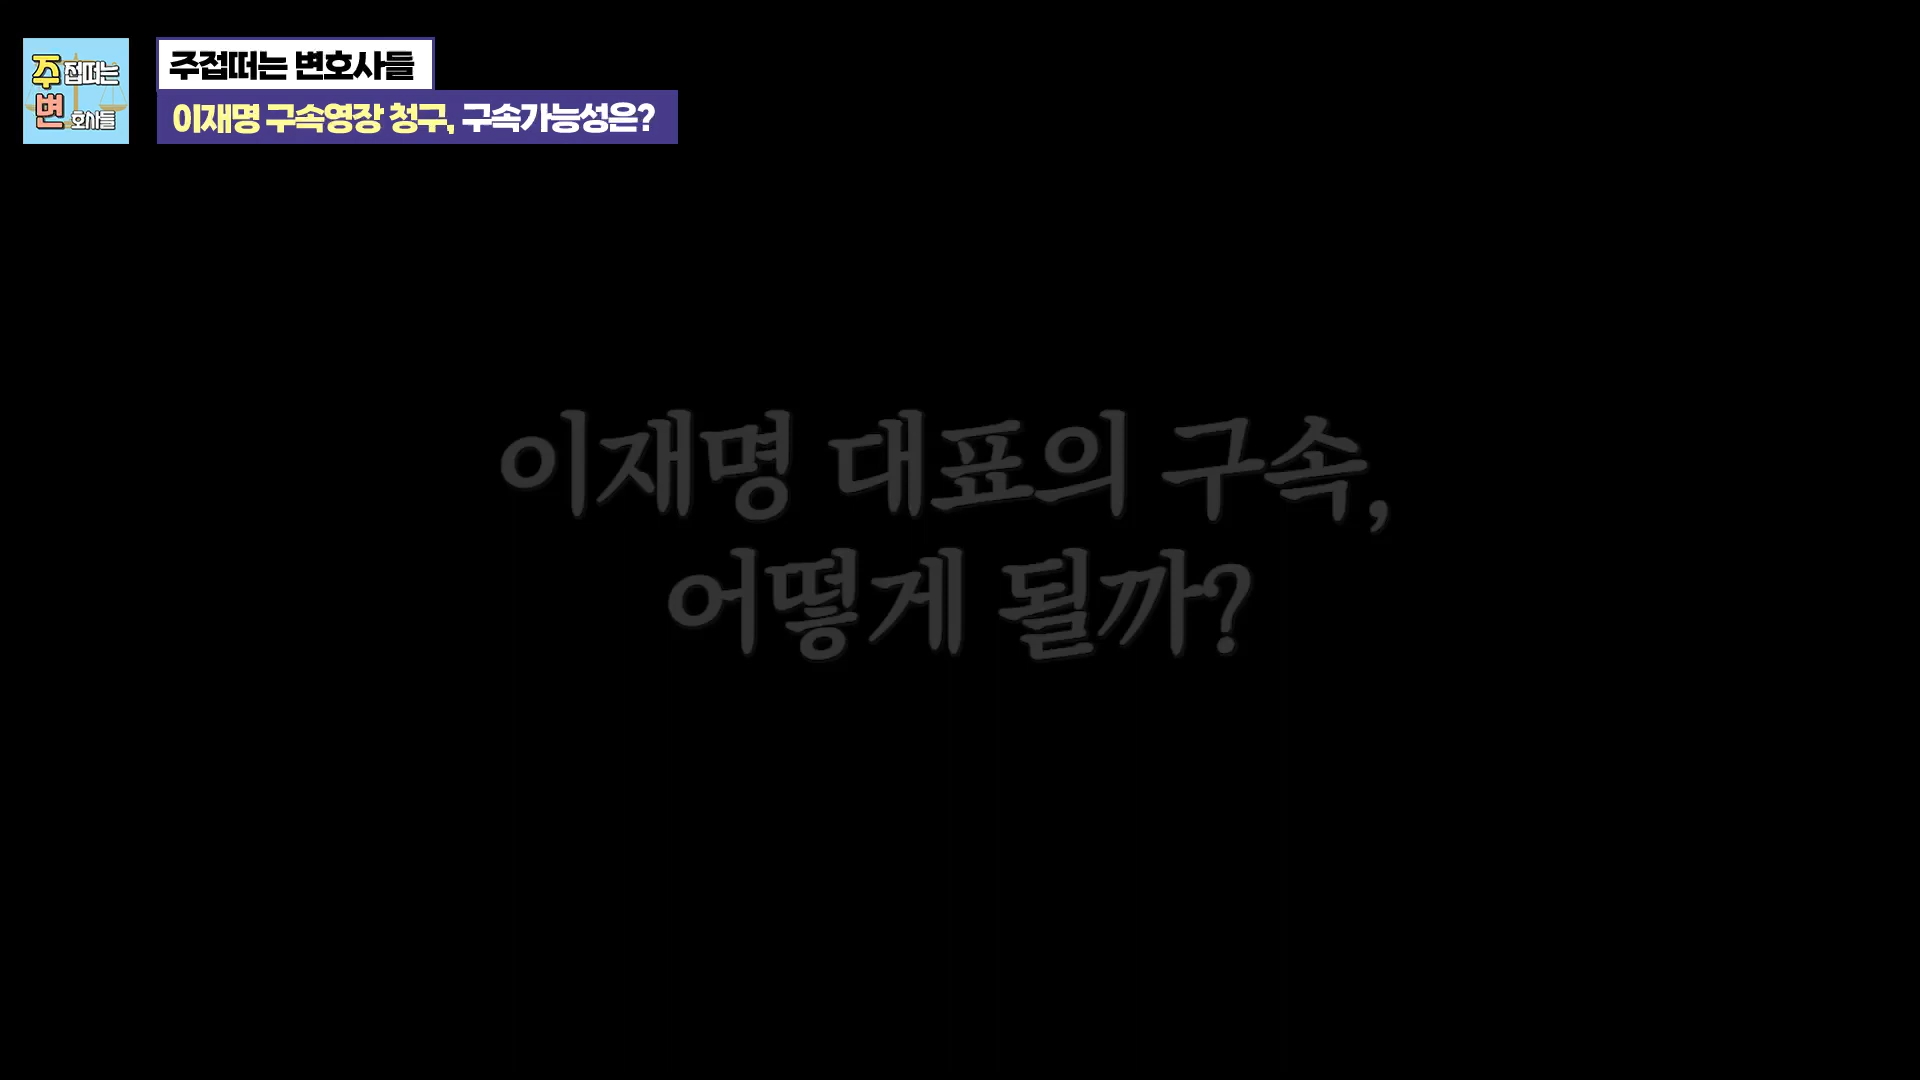 주접떠는
변호사들
주접떠는 변호사들
이재명 구속영장 청구, 구속가능성은?
이재명 대표의 구속,
어떻게 될까?